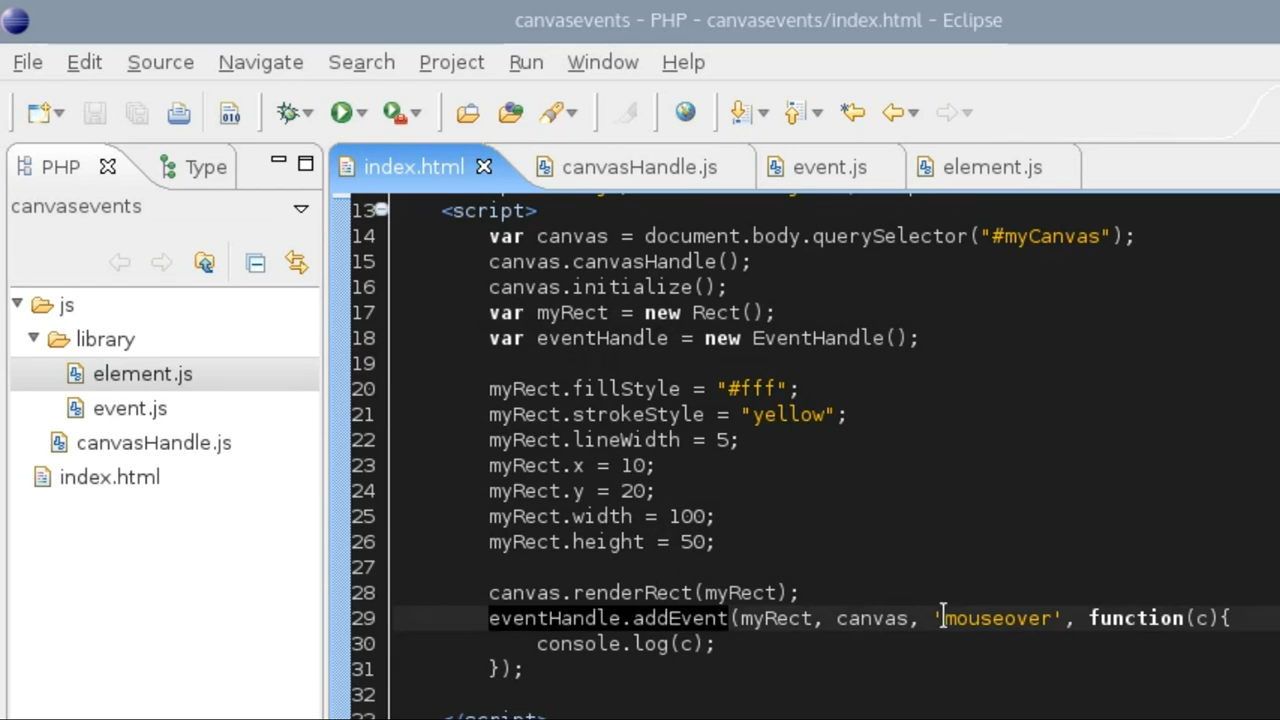 canvasevents - PHP - canvasevents/index.html - Eclipse
File Edit Source Navigate Search Project Run Window Help
010
PHP Type
index.html canvasHandle.js event.js element.js
canvasevents
js
library
element.js
event.js
canvasHandle.js
index.html
13 <script>
14 var canvas = document.body.querySelector("#myCanvas");
15 canvas.canvasHandle();
16 canvas.initialize();
17 var myRect = new Rect();
18 var eventHandle = new EventHandle();
19
20 myRect.fillStyle = "#fff";
21 myRect.strokeStyle = "yellow";
22 myRect.lineWidth = 5;
23 myRect.x = 10;
24 myRect.y = 20;
25 myRect.width = 100;
26 myRect.height = 50;
27
28 canvas.renderRect(myRect);
29 eventHandle.addEvent(myRect, canvas, 'mouseover', function(c){
30 console.log(c);
31 });
32
33 </script>